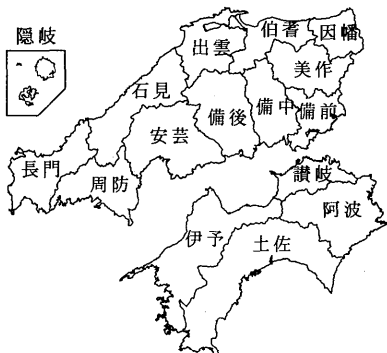 隠岐
出雲
伯耆
因幡
美作
石見
備後
備中
備前
安芸
長門
周防
讃岐
阿波
伊予
土佐